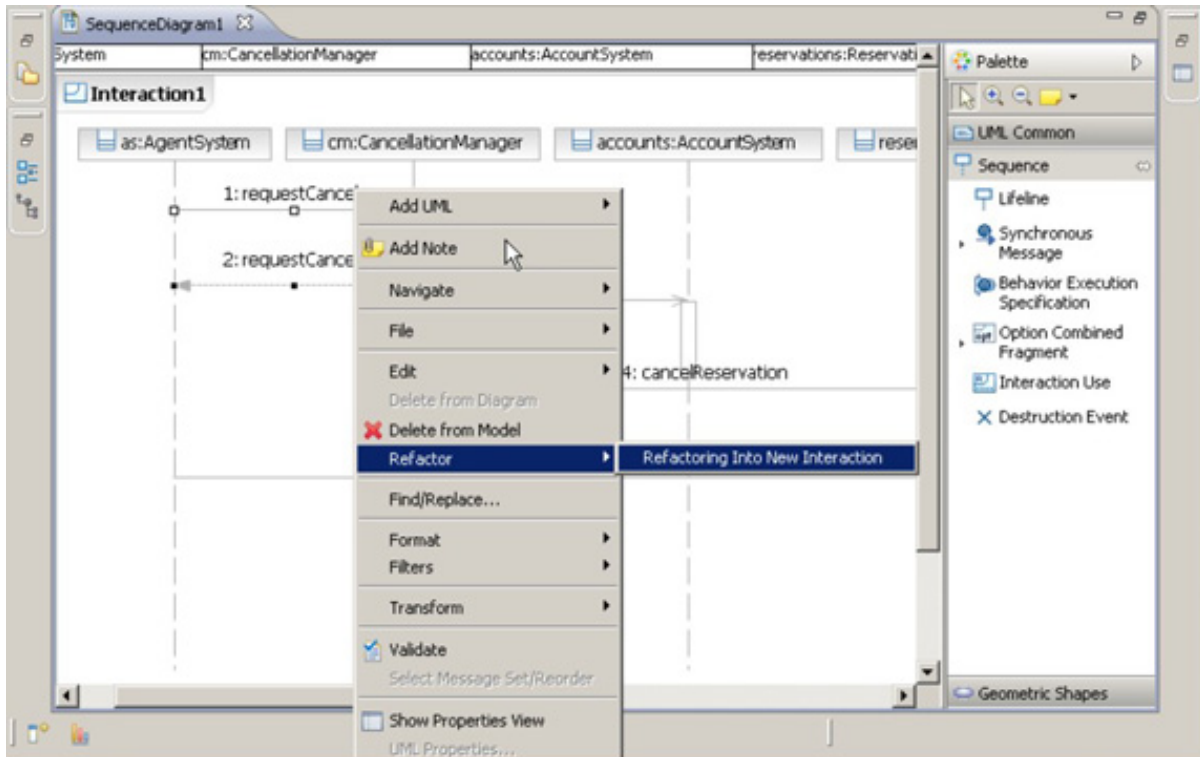 SequenceDiagram1
System
cm:CancellationManager
accounts:AccountSystem
reservations:Reservati
Interaction1
as:AgentSystem
cm:CancellationManager
accounts:AccountSystem
reser
1: requestCance
2: requestCance
4: cancelReservation
Add UML
Add Note
Navigate
File
Edit
Delete from Diagram
Delete from Model
Refactor
Refactoring Into New Interaction
Find/Replace...
Format
Filters
Transform
Validate
Select Message Set/Reorder
Show Properties View
UML Properties...
Palette
UML Common
Sequence
Lifeline
Synchronous
Message
Behavior Execution
Specification
Option Combined
Fragment
Interaction Use
Destruction Event
Geometric Shapes